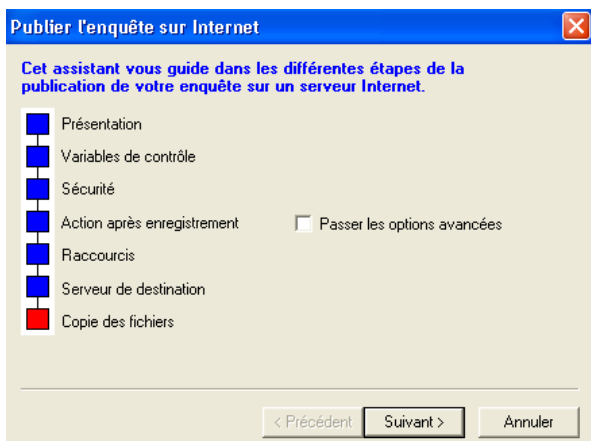 Publier l'enquête sur Internet
Cet assistant vous guide dans les différentes étapes de la
publication de votre enquête sur un serveur Internet.
Présentation
Variables de contrôle
Sécurité
Action après enregistrement
Passer les options avancées
Raccourcis
Serveur de destination
Copie des fichiers
< Précédent
Suivant >
Annuler